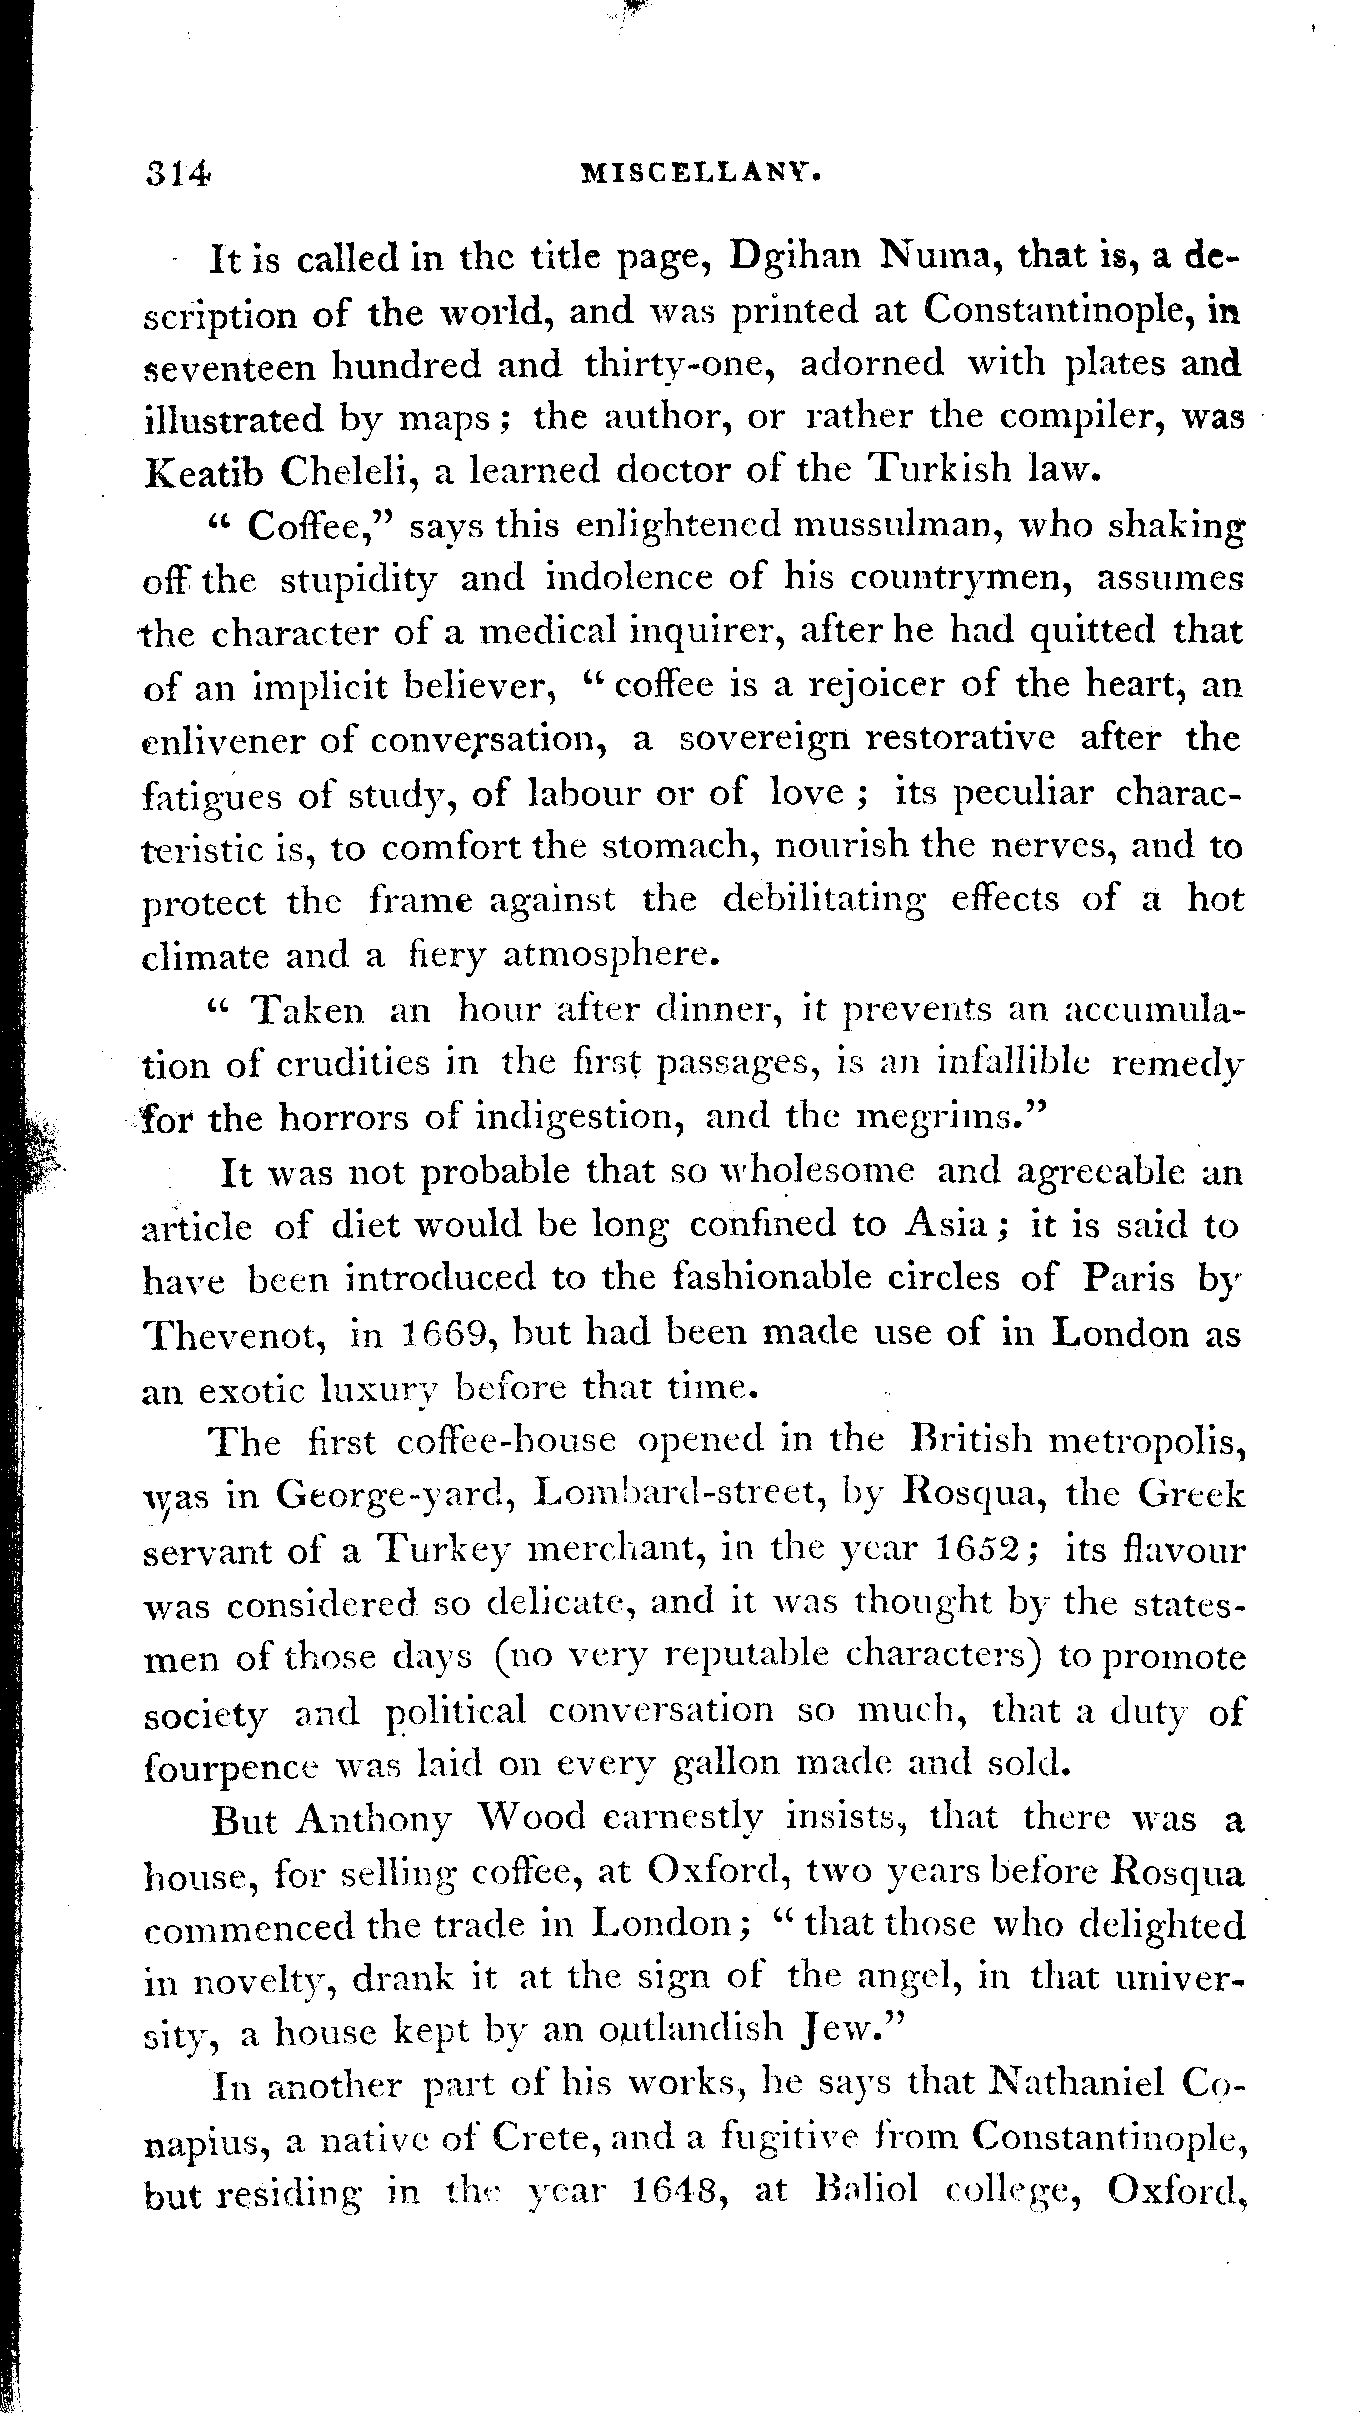 314 MISCELLANY.
It is called in the title page, Dgihan Numa, that is, a de-
scription of the world, and was printed at Constantinople, in
seventeen hundred and thirty-one, adorned with plates and
illustrated by maps; the author, or rather the compiler, was
Keatib Cheleli, a learned doctor of the Turkish law.
“ Coffee,” says this enlightened mussulman, who shaking
off the stupidity and indolence of his countrymen, assumes
the character of a medical inquirer, after he had quitted that
of an implicit believer, “ coffee is a rejoicer of the heart, an
enlivener of conversation, a sovereign restorative after the
fatigues of study, of labour or of love ; its peculiar charac-
teristic is, to comfort the stomach, nourish the nerves, and to
protect the frame against the debilitating effects of a hot
climate and a fiery atmosphere.
“ Taken an hour after dinner, it prevents an accumula-
tion of crudities in the first passages, is an infallible remedy
for the horrors of indigestion, and the megrims.”
It was not probable that so wholesome and agreeable an
article of diet would be long confined to Asia; it is said to
have been introduced to the fashionable circles of Paris by
Thevenot, in 1669, but had been made use of in London as
an exotic luxury before that time.
The first coffee-house opened in the British metropolis,
was in George-yard, Lombard-street, by Rosqua, the Greek
servant of a Turkey merchant, in the year 1652; its flavour
was considered so delicate, and it was thought by the states-
men of those days (no very reputable characters) to promote
society and political conversation so much, that a duty of
fourpence was laid on every gallon made and sold.
But Anthony Wood earnestly insists, that there was a
house, for selling coffee, at Oxford, two years before Rosqua
commenced the trade in London; “ that those who delighted
in novelty, drank it at the sign of the angel, in that univer-
sity, a house kept by an outlandish Jew.”
In another part of his works, he says that Nathaniel Co-
napius, a native of Crete, and a fugitive from Constantinople,
but residing in the year 1648, at Baliol college, Oxford,